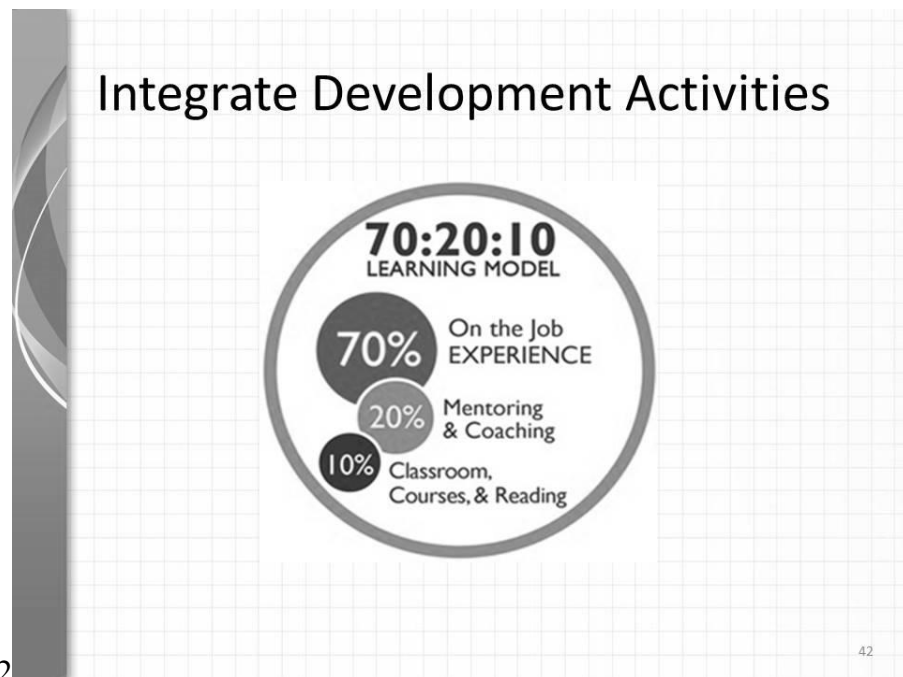 Integrate Development Activities
70:20:10
LEARNING MODEL
70%
On the Job
EXPERIENCE
20%
Mentoring
& Coaching
10%
Classroom,
Courses, & Reading
42
2